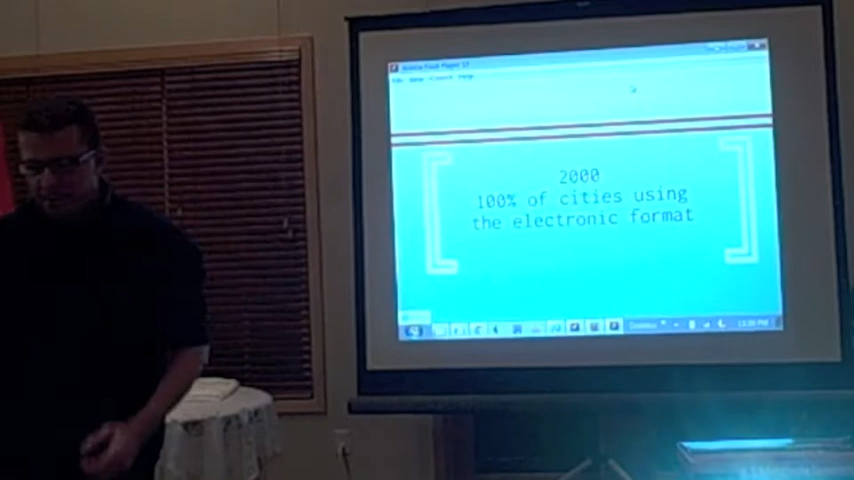 2000
100% of cities using
the electronic format